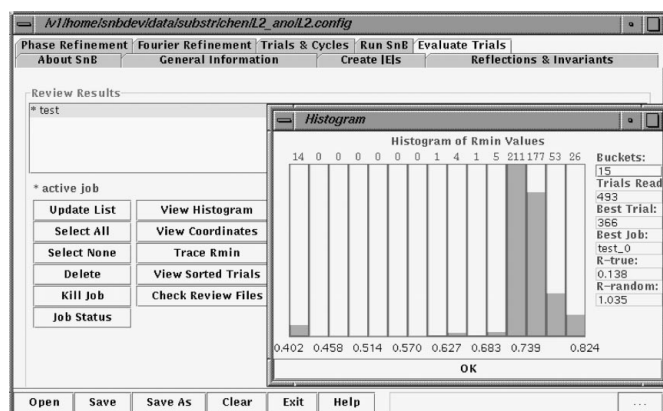 /v1/home/snbdev/data/substr/chen/L2_ano/L2.config
Phase Refinement Fourier Refinement Trials & Cycles Run SnB Evaluate Trials
About SnB General Information Create |E|s Reflections & Invariants
Review Results
* test
* active job
Update List View Histogram
Select All View Coordinates
Select None Trace Rmin
Delete View Sorted Trials
Kill Job Check Review Files
Job Status
Histogram
Histogram of Rmin Values
14 0 0 0 0 0 0 1 4 1 5 211 177 53 26
Buckets:
15
Trials Read
493
Best Trial:
366
Best Job:
test_0
R-true:
0.138
R-random:
1.035
0.402 0.458 0.514 0.570 0.627 0.683 0.739 0.824
OK
Open Save Save As Clear Exit Help ...